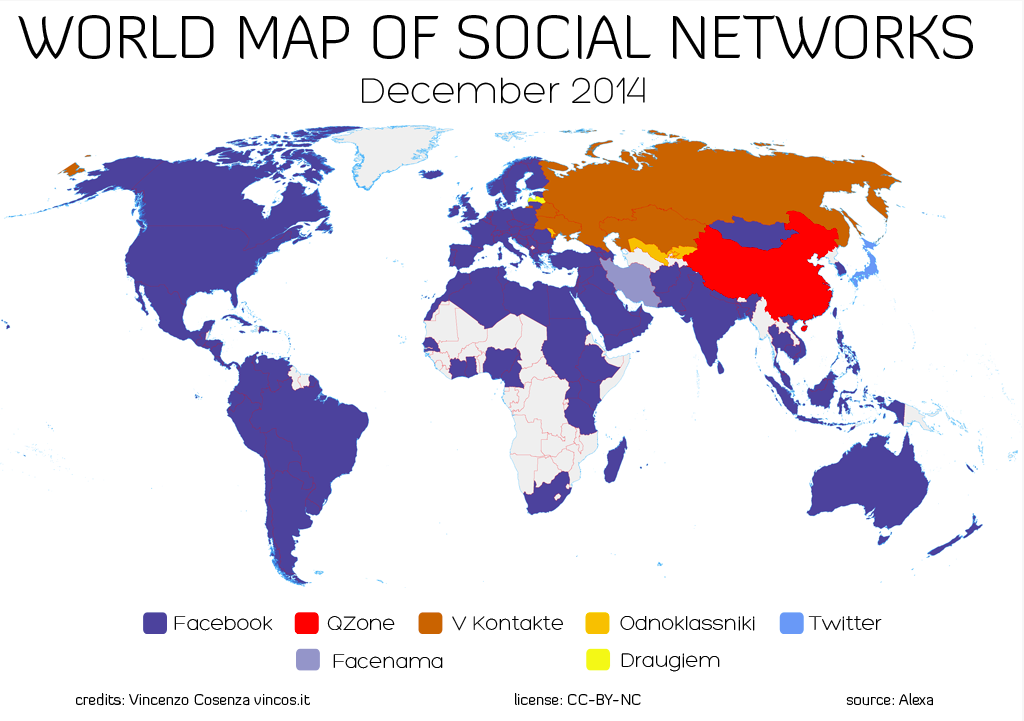 WORLD MAP OF SOCIAL NETWORKS
December 2014
Facebook QZone V Kontakte Odnoklassniki Twitter
Facenama Draugiem
credits: Vincenzo Cosenza vincos.it license: CC-BY-NC source: Alexa